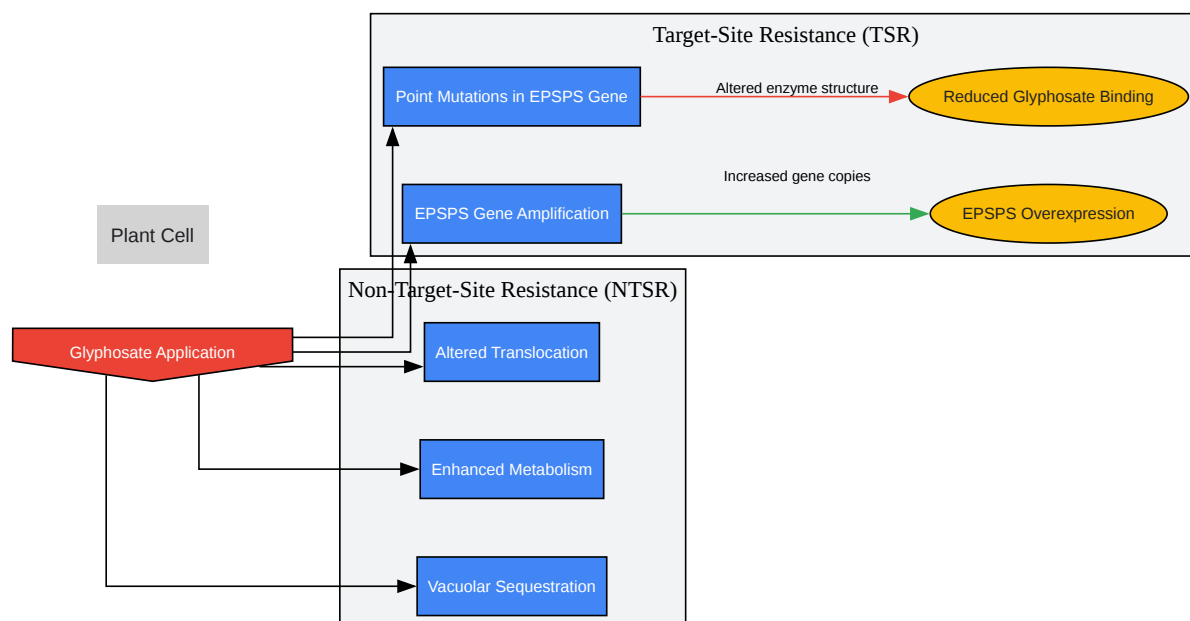 Target-Site Resistance (TSR)
Point Mutations in EPSPS Gene
Altered enzyme structure
Reduced Glyphosate Binding
Increased gene copies
EPSPS Gene Amplification
EPSPS Overexpression
Plant Cell
Non-Target-Site Resistance (NTSR)
Glyphosate Application
Altered Translocation
Enhanced Metabolism
Vacuolar Sequestration